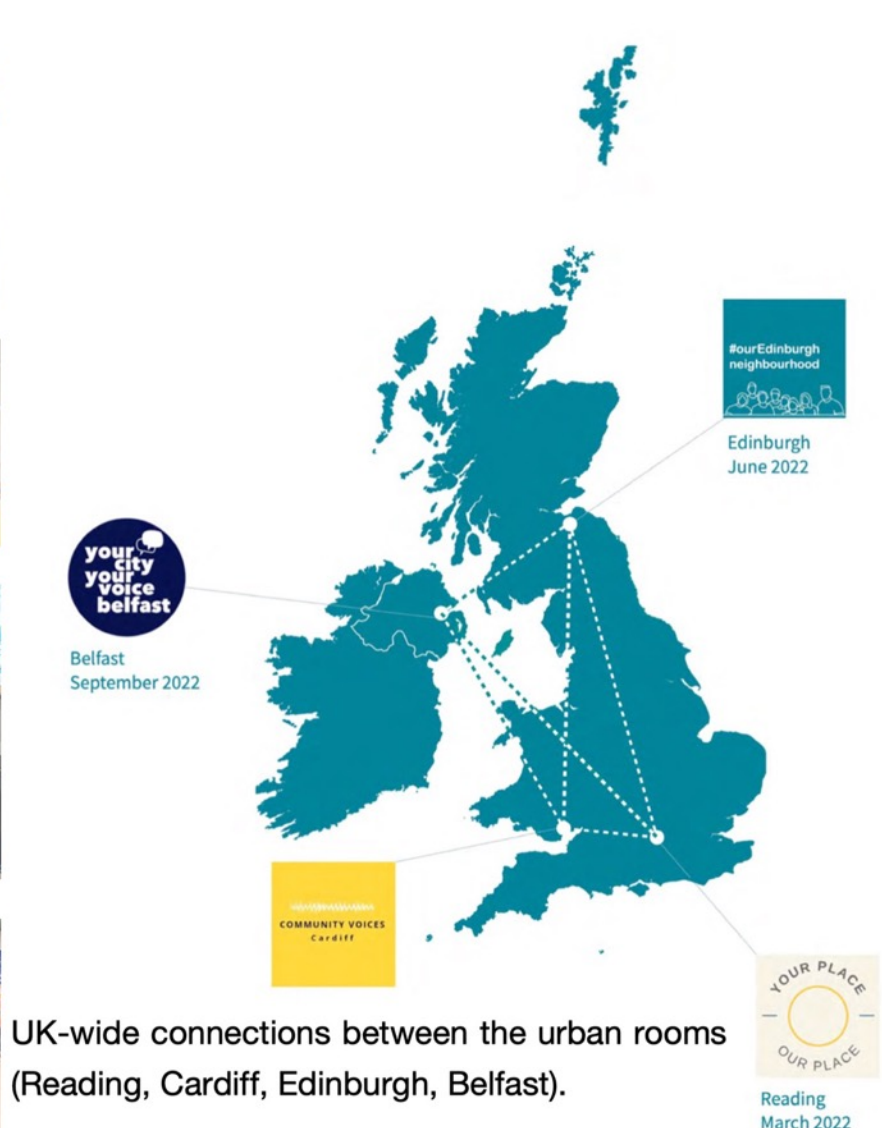 #ourEdinburgh
neighbourhood
Edinburgh
June 2022
your
city
your
voice
belfast
Belfast
September 2022
COMMUNITY VOICES
Cardiff
YOUR PLACE
OUR PLACE
Reading
March 2022
UK-wide connections between the urban rooms
(Reading, Cardiff, Edinburgh, Belfast).